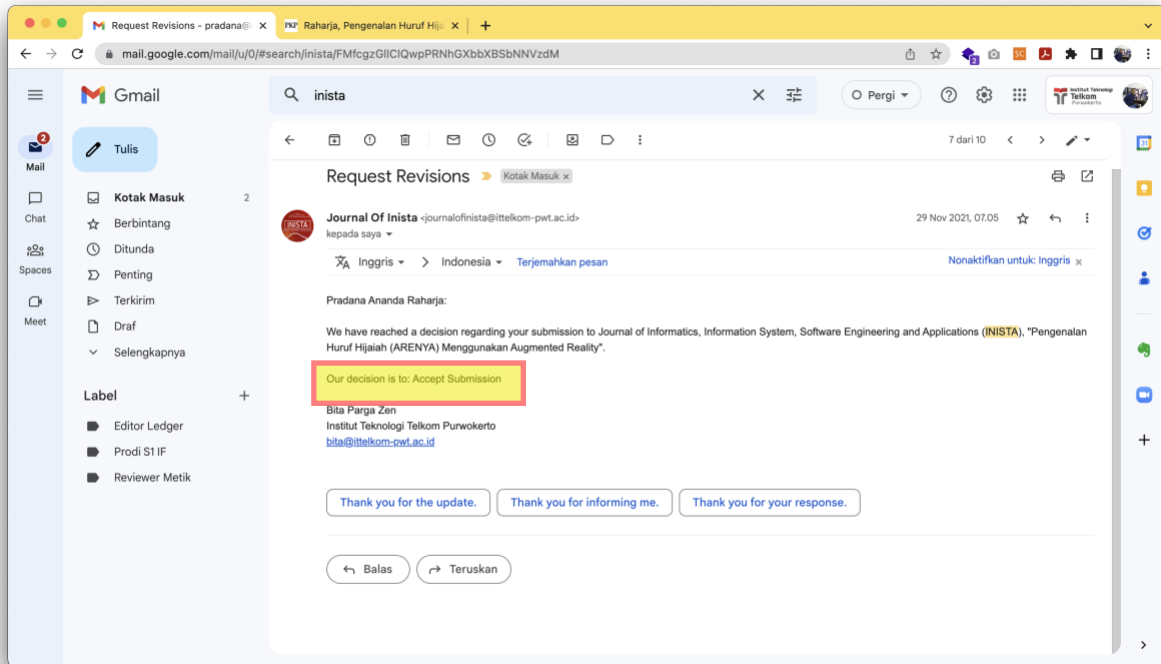 Request Revisions - pradana@
Raharja, Pengenalan Huruf Hija
mail.google.com/mail/u/0/#search/inista/FMfcgzGllClQwpPRNhGXbbXBSbNNVzdM
2
SC
Gmail
inista
Pergi
Institut Teknologi
Telkom
Purwokerto
2
Mail
Chat
Spaces
Meet
Tulis
Kotak Masuk 2
Berbintang
Ditunda
Penting
Terkirim
Draf
Selengkapnya
Label
Editor Ledger
Prodi S1 IF
Reviewer Metik
7 dari 10
31
Request Revisions Kotak Masuk x
INISTA
Journal Of Inista <journalofinista@ittelkom-pwt.ac.id> 29 Nov 2021, 07.05
kepada saya
Inggris > Indonesia Terjemahkan pesan Nonaktifkan untuk: Inggris x
Pradana Ananda Raharja:
We have reached a decision regarding your submission to Journal of Informatics, Information System, Software Engineering and Applications (INISTA), "Pengenalan
Huruf Hijaiah (ARENYA) Menggunakan Augmented Reality".
Our decision is to: Accept Submission
Bita Parga Zen
Institut Teknologi Telkom Purwokerto
bita@ittelkom-pwt.ac.id
Thank you for the update. Thank you for informing me. Thank you for your response.
Balas Teruskan